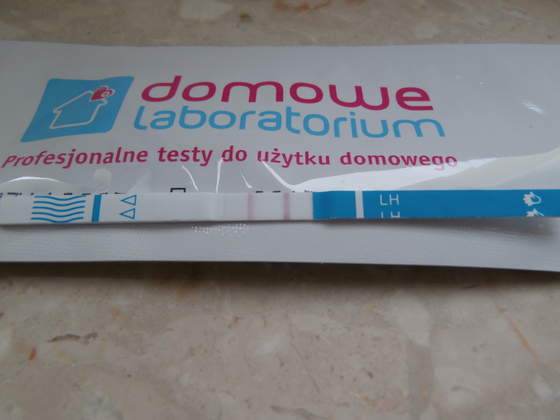 domowe
laboratorium
Profesjonalne testy do użytku domowego
LH
LH